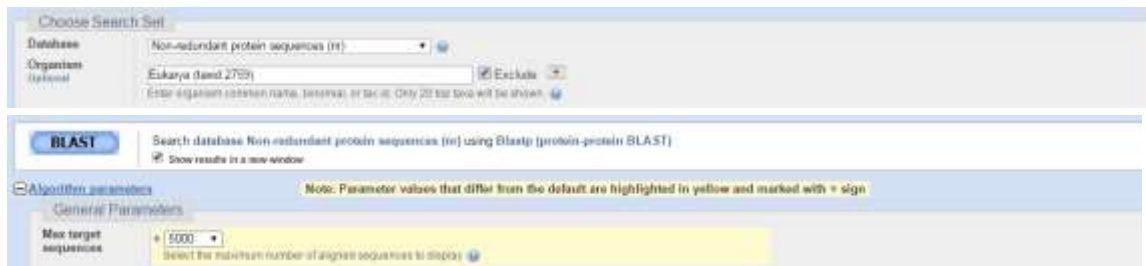 Choose Search Set
Database Non-redundant protein sequences (nr)
Organism Eukarya (taxid:2759) Exclude +
Optional
Enter organism common name, binomial, or tax id. Only 20 top taxa will be shown.
BLAST Search database Non-redundant protein sequences (nr) using Blastp (protein-protein BLAST)
Show results in a new window
Algorithm parameters Note: Parameter values that differ from the default are highlighted in yellow and marked with + sign
General Parameters
Max target + 5000
sequences
Select the maximum number of aligned sequences to display